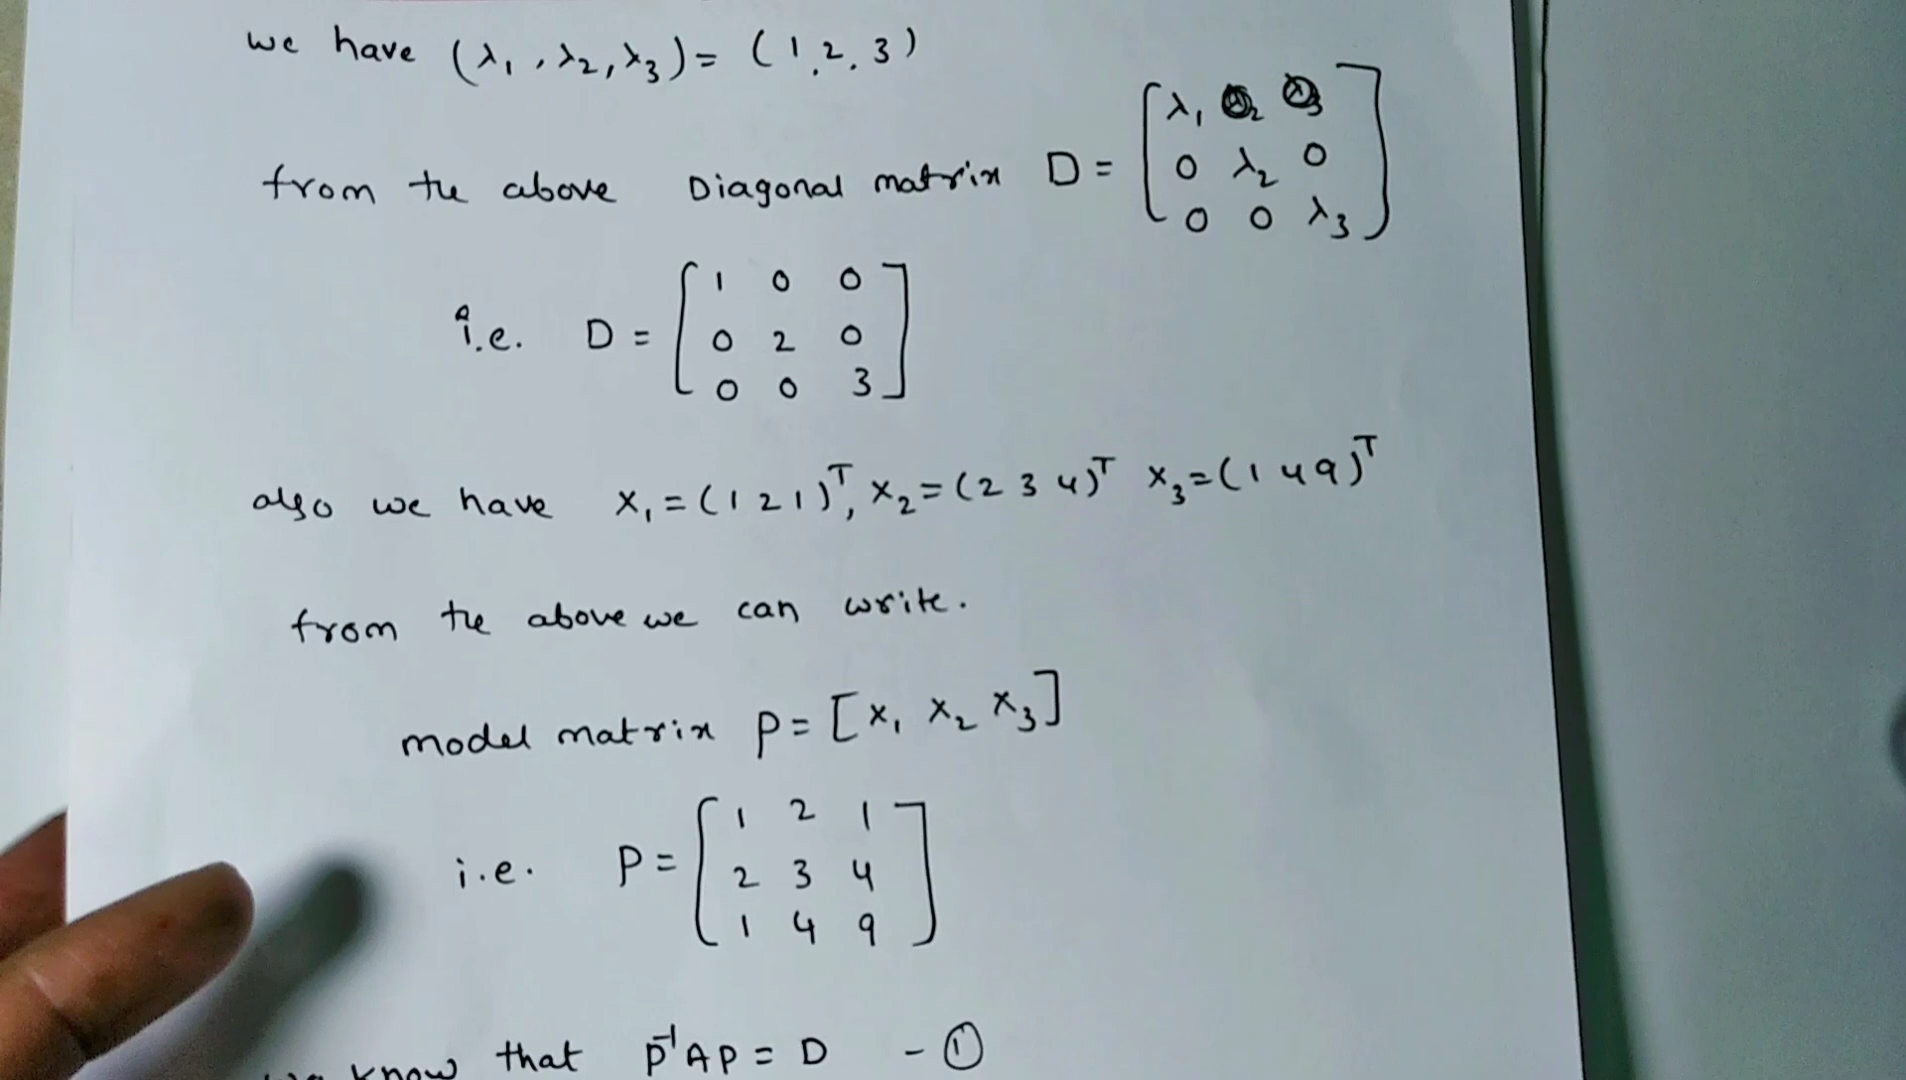 we have (λ₁, λ₂, λ₃) = (1, 2, 3)
from the above Diagonal matrix D = [λ₁ 0 0
0 λ₂ 0
0 0 λ₃]
i.e. D = [1 0 0
0 2 0
0 0 3]
also we have x₁ = (1 2 1)ᵀ, x₂ = (2 3 4)ᵀ x₃ = (1 4 9)ᵀ
from the above we can write.
model matrix P = [x₁ x₂ x₃]
i.e. P = [1 2 1
2 3 4
1 4 9]
we know that P⁻¹AP = D - ①